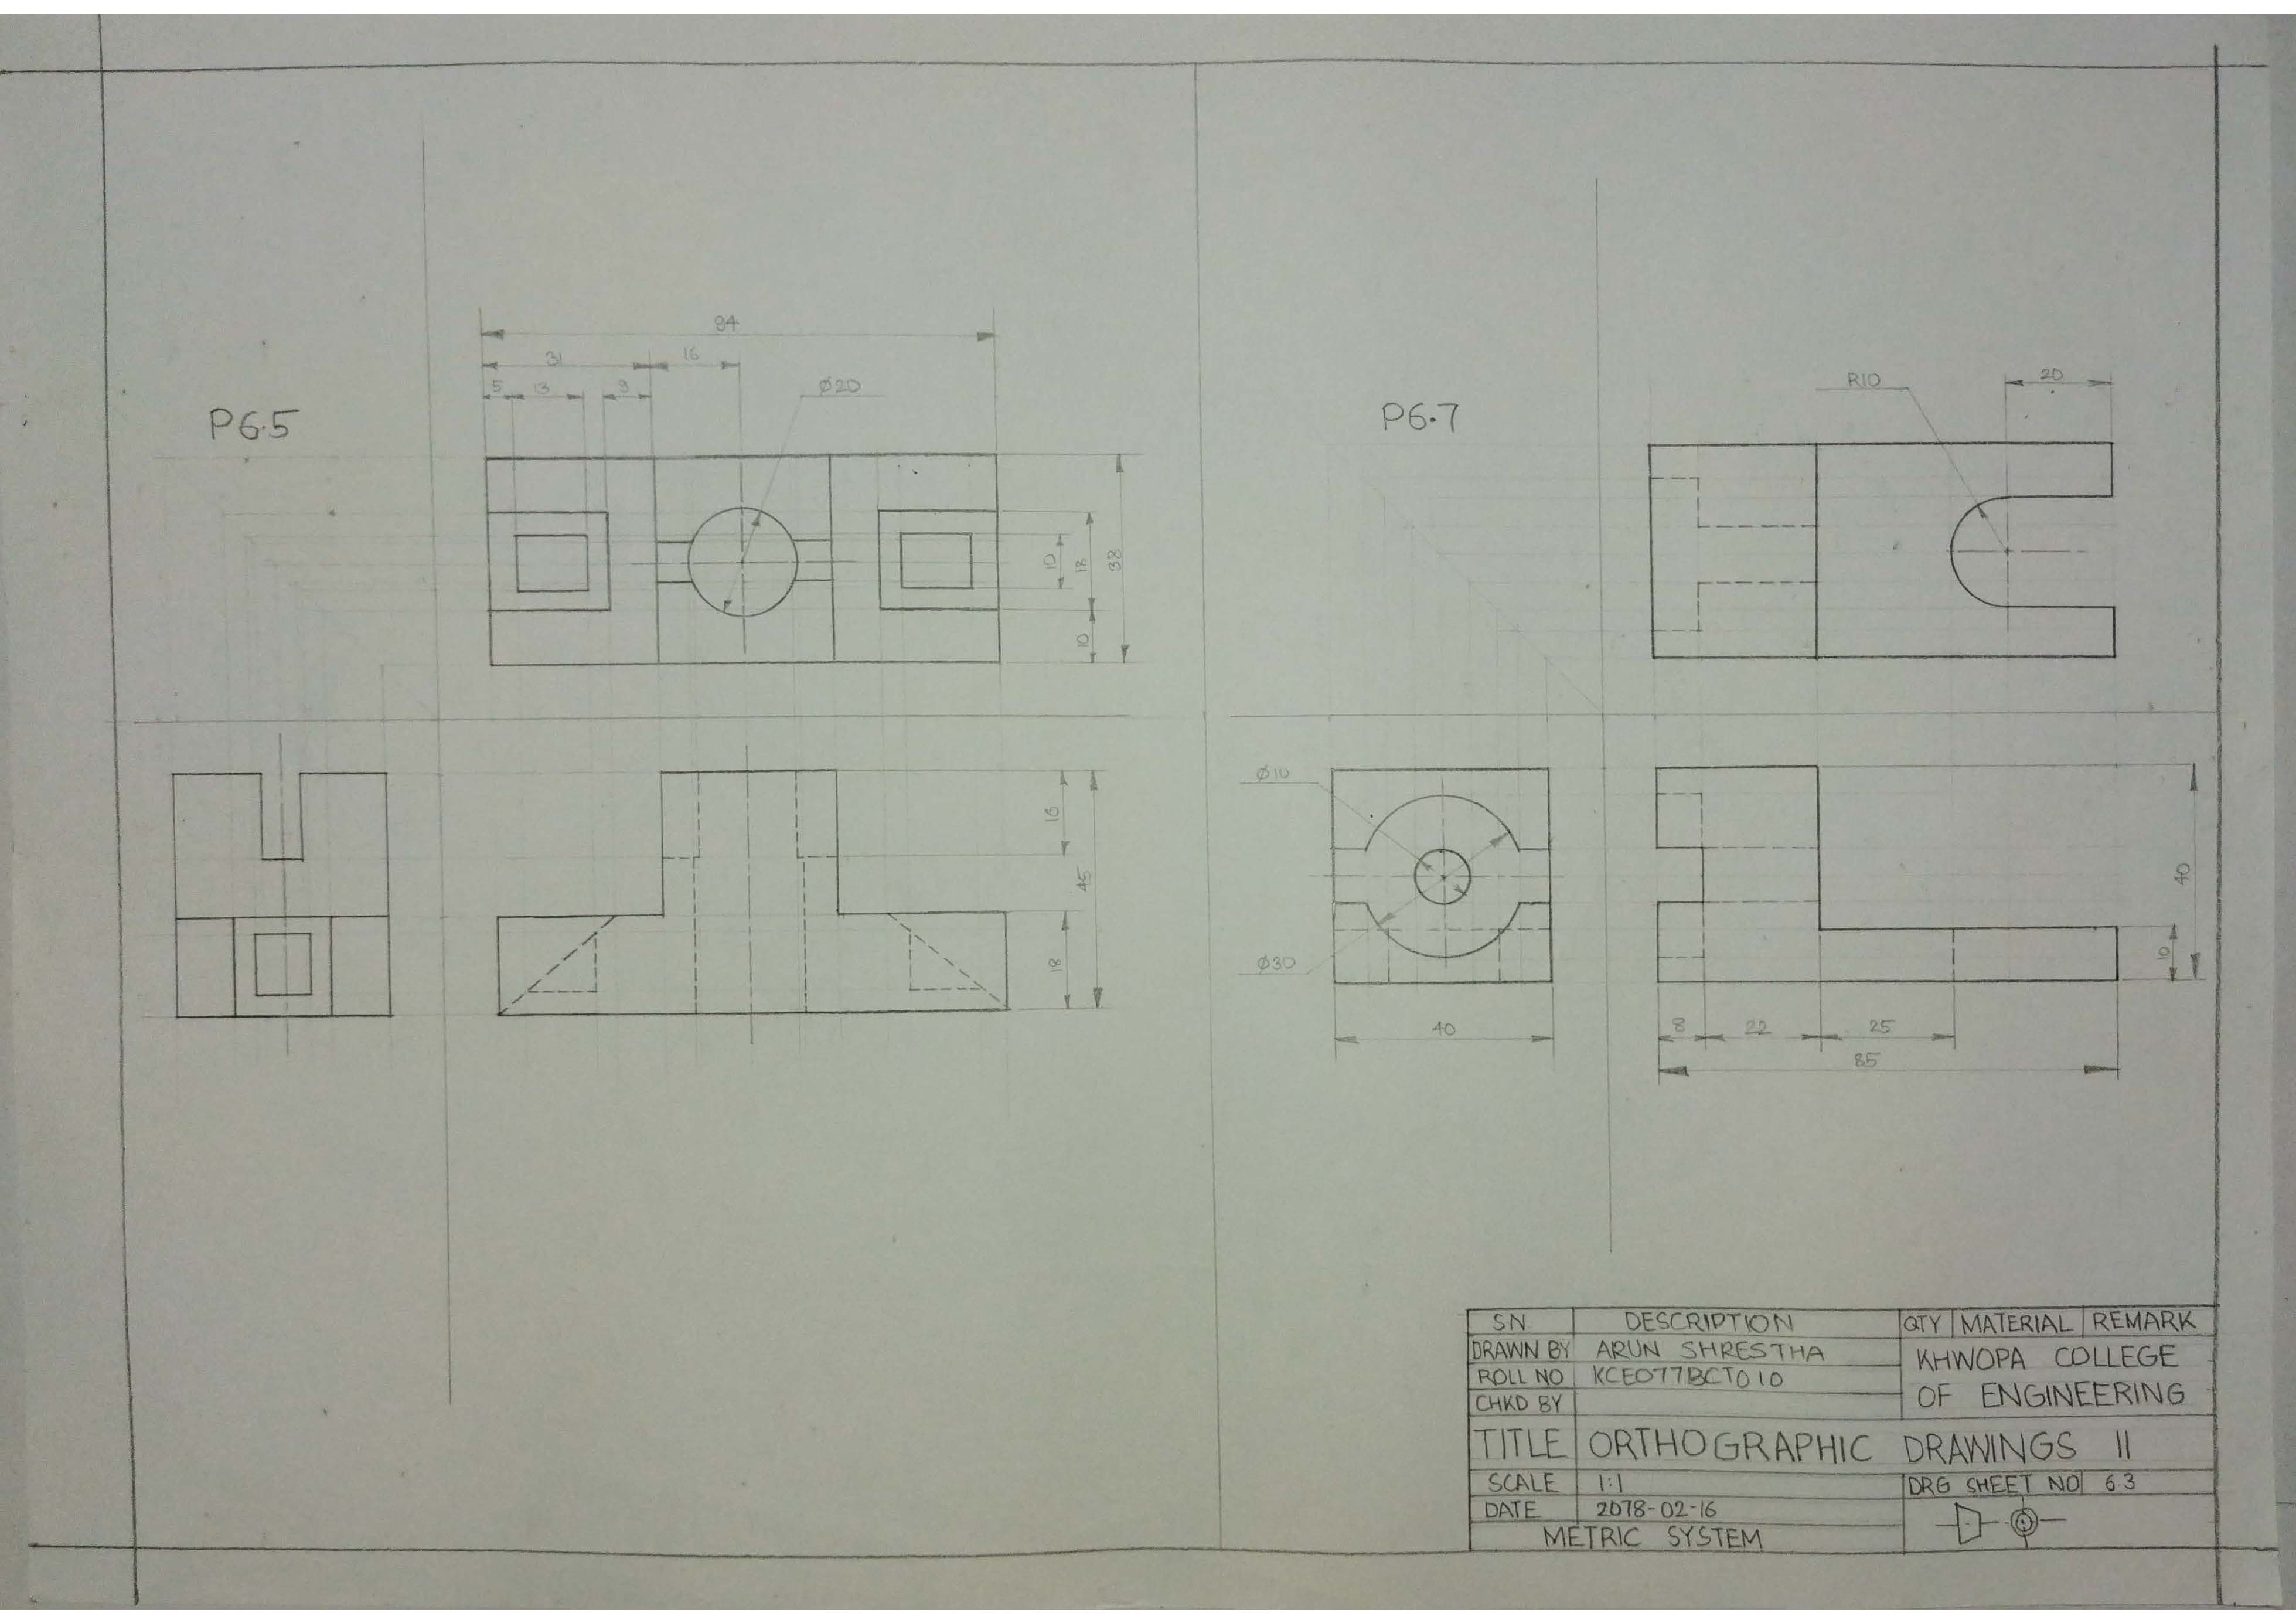 94
31 16
5 13 9 Ø20
P6.5
10 18 38
10
16
45
18
P6.7
R10 20
Ø10
Ø30
40
40
10
8 22 25
85
SN DESCRIPTION QTY MATERIAL REMARK
DRAWN BY ARUN SHRESTHA KHWOPA COLLEGE
ROLL NO KCE077BCT010
CHKD BY OF ENGINEERING
TITLE ORTHOGRAPHIC DRAWINGS II
SCALE 1:1 DRG SHEET NO 6.3
DATE 2078-02-16
METRIC SYSTEM